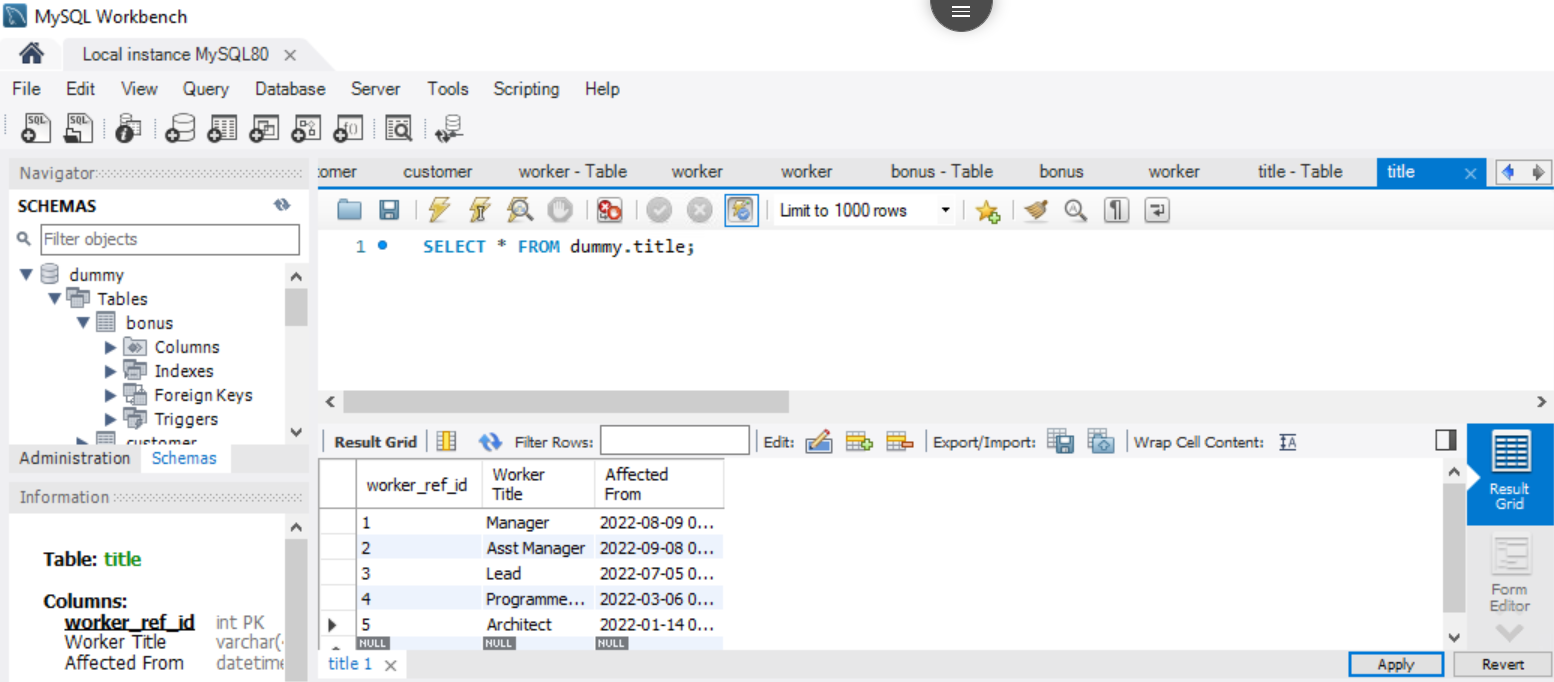 MySQL Workbench
Local instance MySQL80
File Edit View Query Database Server Tools Scripting Help
Navigator
SCHEMAS
Filter objects
dummy
Tables
bonus
Columns
Indexes
Foreign Keys
Triggers
customer
Administration Schemas
Information
Table: title
Columns:
worker_ref_id int PK
Worker Title varchar(
Affected From datetime
omer customer worker - Table worker worker bonus - Table bonus worker title - Table title
Limit to 1000 rows
1 SELECT * FROM dummy.title;
Result Grid Filter Rows: Edit: Export/Import: Wrap Cell Content:
worker_ref_id Worker Title Affected From
1 Manager 2022-08-09 0...
2 Asst Manager 2022-09-08 0...
3 Lead 2022-07-05 0...
4 Programme... 2022-03-06 0...
5 Architect 2022-01-14 0...
NULL NULL NULL
title 1
Result
Grid
Form
Editor
Apply Revert